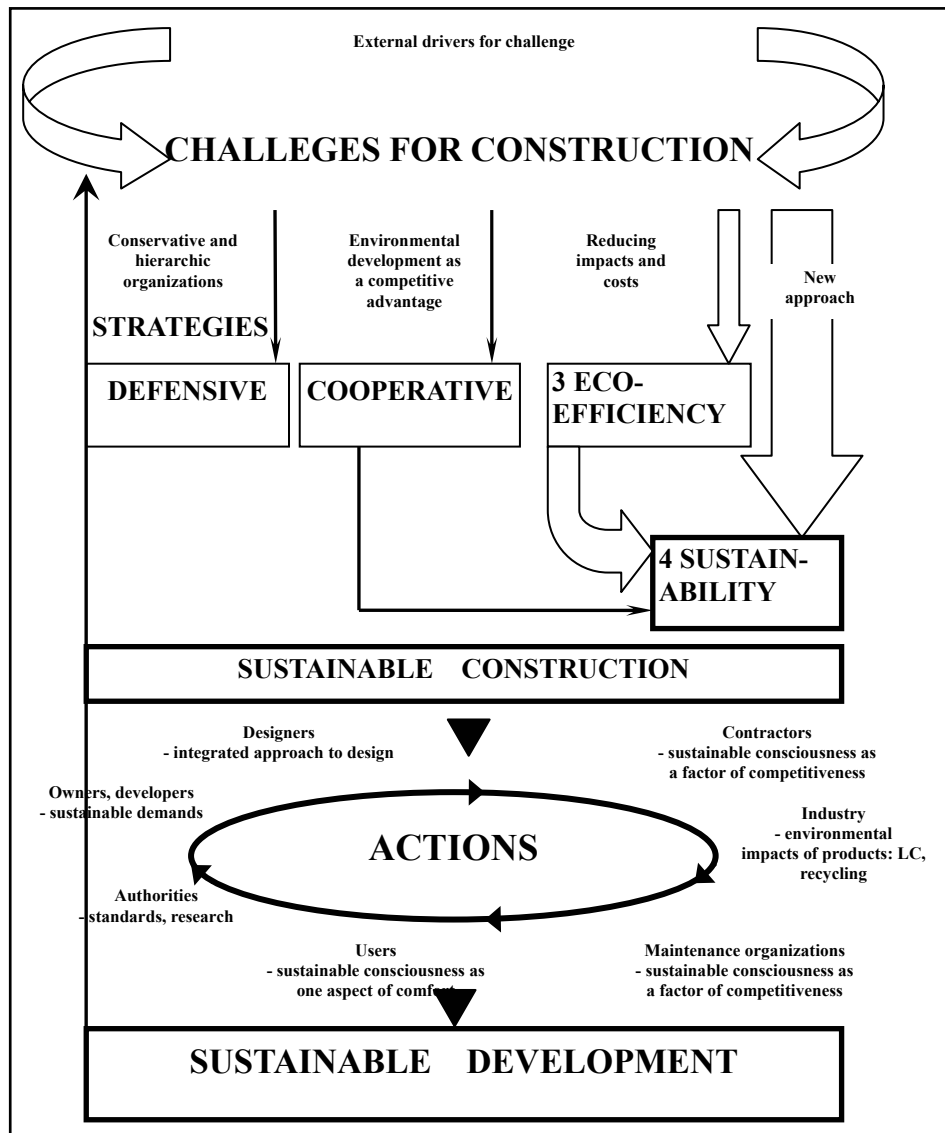 External drivers for challenge
CHALLEGES FOR CONSTRUCTION
Conservative and
hierarchic
organizations
Environmental
development as
a competitive
advantage
Reducing
impacts and
costs
New
approach
STRATEGIES
DEFENSIVE
COOPERATIVE
3 ECO-
EFFICIENCY
4 SUSTAIN-
ABILITY
SUSTAINABLE CONSTRUCTION
Designers
- integrated approach to design
Contractors
- sustainable consciousness as
a factor of competitiveness
Owners, developers
- sustainable demands
Industry
- environmental
impacts of products: LC,
recycling
ACTIONS
Authorities
- standards, research
Users
- sustainable consciousness as
one aspect of comfort
Maintenance organizations
- sustainable consciousness as
a factor of competitiveness
SUSTAINABLE DEVELOPMENT